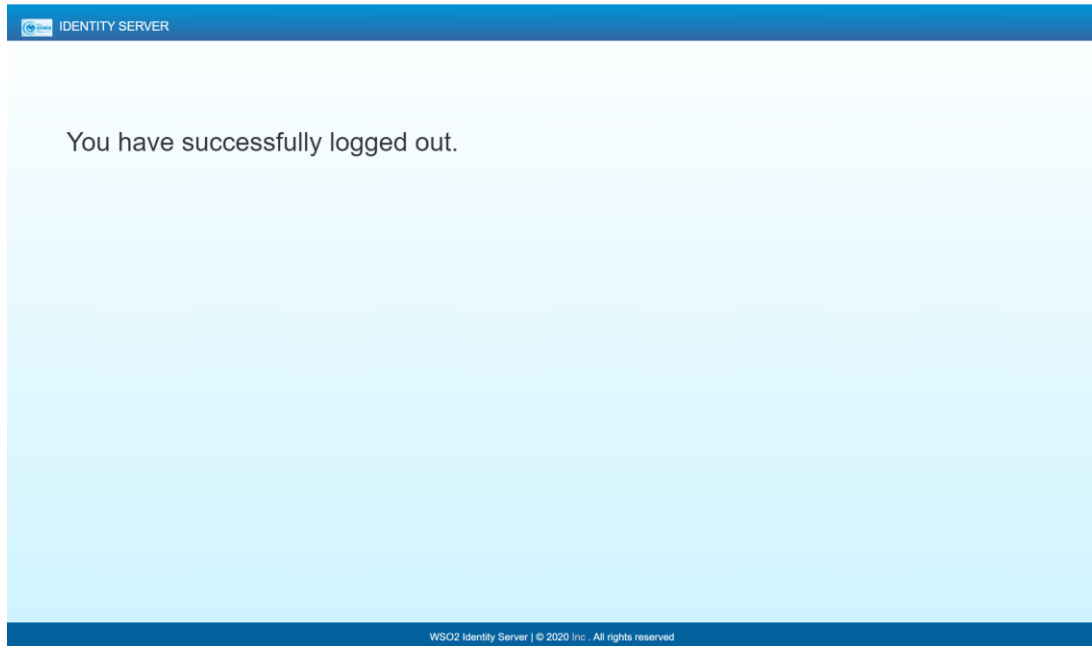 IDENTITY SERVER
You have successfully logged out.
WSO2 Identity Server | © 2020 Inc . All rights reserved